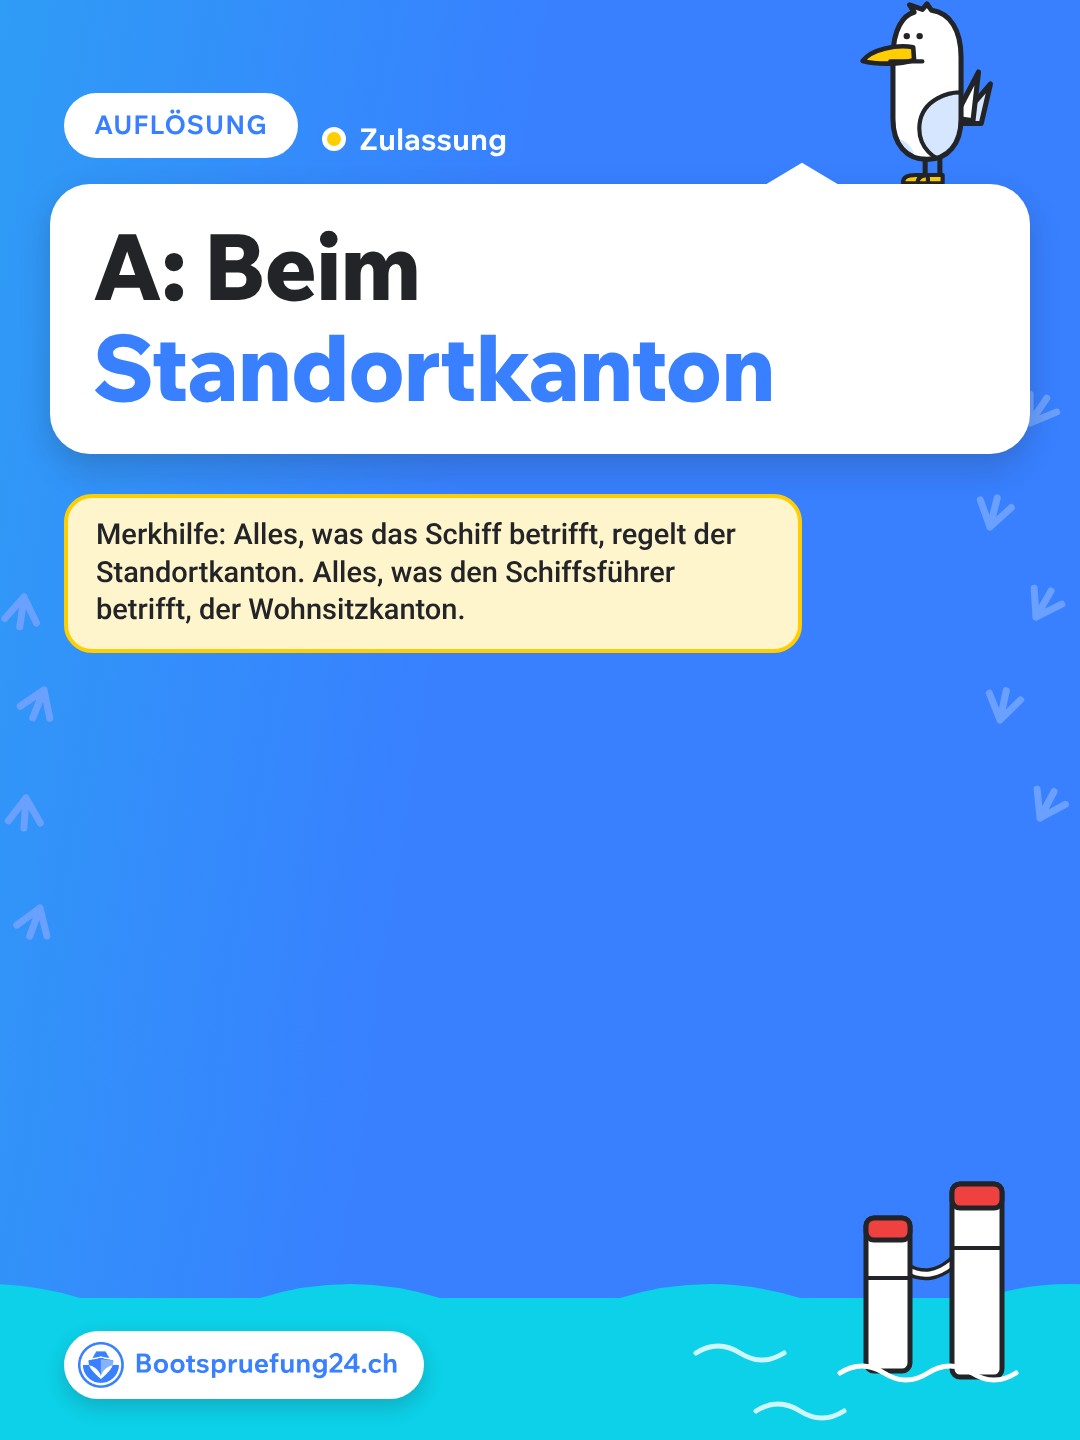 AUFLÖSUNG
Zulassung
A: Beim
Standortkanton
Merkhilfe: Alles, was das Schiff betrifft, regelt der
Standortkanton. Alles, was den Schiffsführer
betrifft, der Wohnsitzkanton.
Bootspruefung24.ch